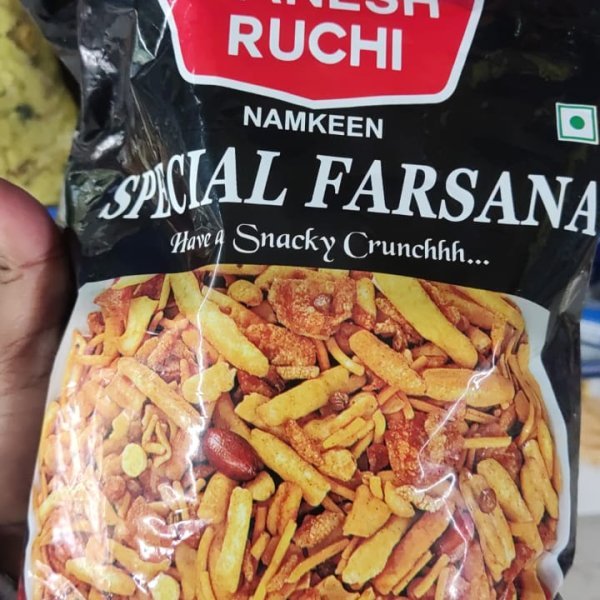 RUCHI
NAMKEEN
SPECIAL FARSANA
Have a Snacky Crunchhh...